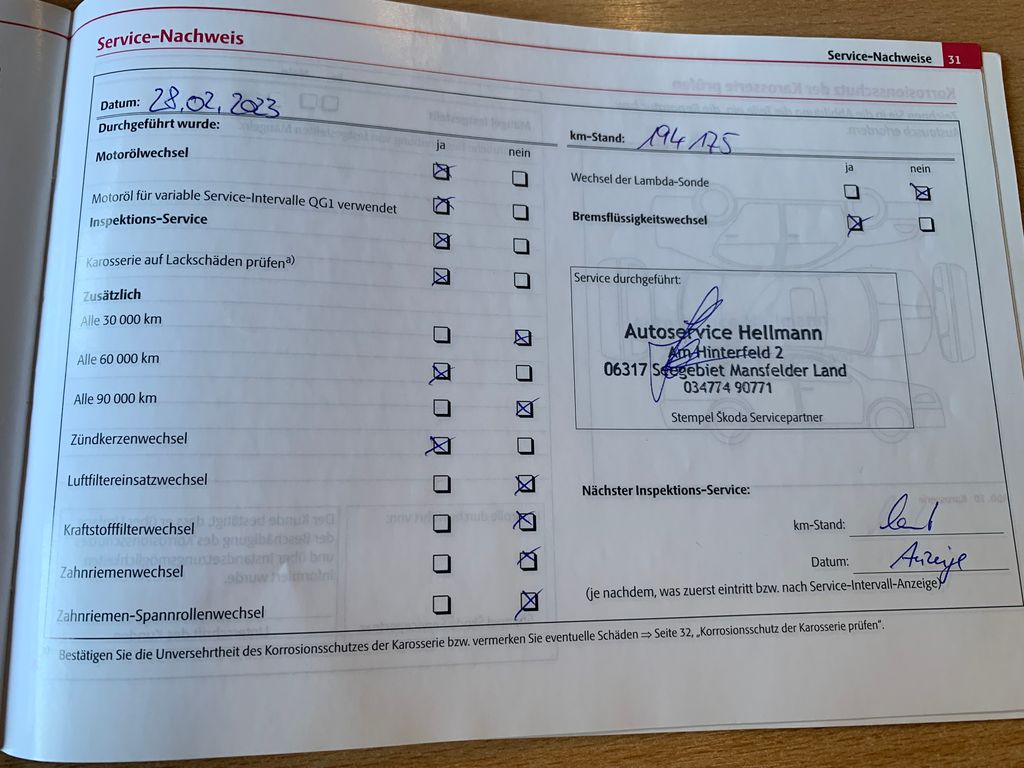 Service-Nachweis
Service-Nachweise 31
Datum: 28.02.2023
Durchgeführt wurde:
ja nein
Motorölwechsel
Motoröl für variable Service-Intervalle QG1 verwendet
Inspektions-Service
Karosserie auf Lackschäden prüfen a)
Zusätzlich
Alle 30 000 km
Alle 60 000 km
Alle 90 000 km
Zündkerzenwechsel
Luftfiltereinsatzwechsel
Kraftstofffilterwechsel
Zahnriemenwechsel
Zahnriemen-Spannrollenwechsel
km-Stand: 194 175
ja nein
Wechsel der Lambda-Sonde
Bremsflüssigkeitswechsel
Service durchgeführt:
Autoservice Hellmann
Am Hinterfeld 2
06317 Seegebiet Mansfelder Land
034774 90771
Stempel Škoda Servicepartner
Nächster Inspektions-Service:
km-Stand: laut
Datum: Anzeige
(je nachdem, was zuerst eintritt bzw. nach Service-Intervall-Anzeige)
Bestätigen Sie die Unversehrtheit des Korrosionsschutzes der Karosserie bzw. vermerken Sie eventuelle Schäden ⇒ Seite 32, „Korrosionsschutz der Karosserie prüfen".